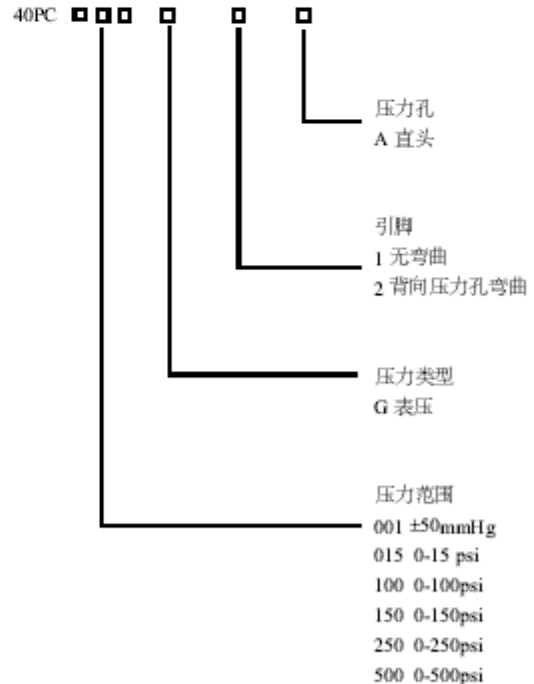 40PC
压力孔
A 直头
引脚
1 无弯曲
2 背向压力孔弯曲
压力类型
G 表压
压力范围
001 ±50mmHg
015 0-15 psi
100 0-100psi
150 0-150psi
250 0-250psi
500 0-500psi